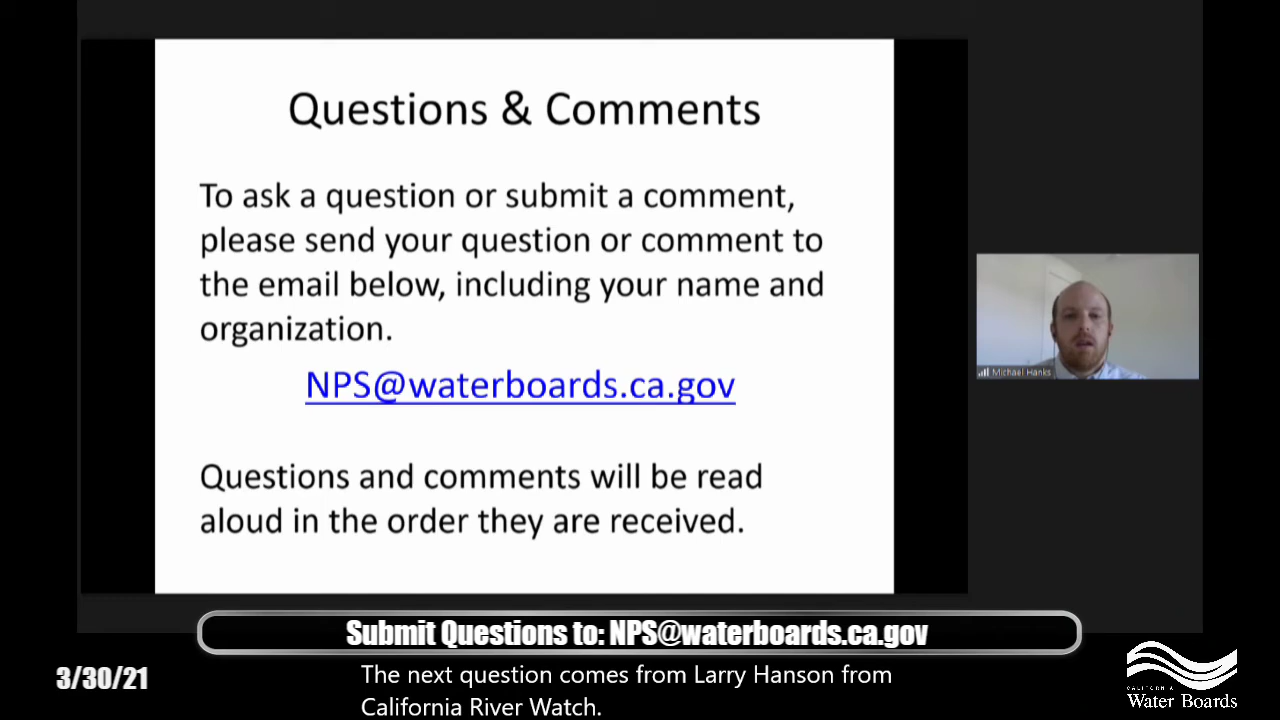 Questions & Comments
To ask a question or submit a comment,
please send your question or comment to
the email below, including your name and
organization.
NPS@waterboards.ca.gov
Questions and comments will be read
aloud in the order they are received.
Michael Hanks
Submit Questions to: NPS@waterboards.ca.gov
3/30/21
The next question comes from Larry Hanson from
California River Watch.
CALIFORNIA
Water Boards